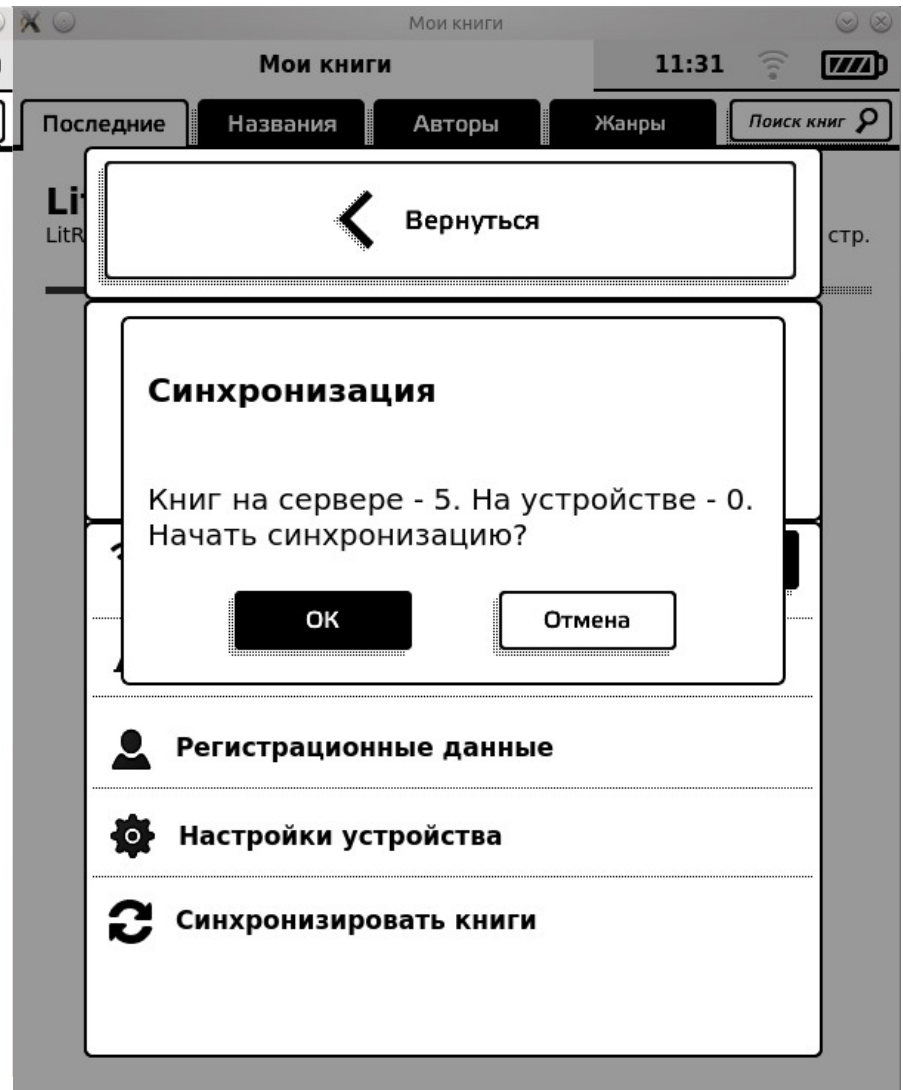 Мои книги
Мои книги 11:31
Последние Названия Авторы Жанры Поиск книг
Вернуться
стр.
Синхронизация
Книг на сервере - 5. На устройстве - 0.
Начать синхронизацию?
ОК Отмена
Регистрационные данные
Настройки устройства
Синхронизировать книги